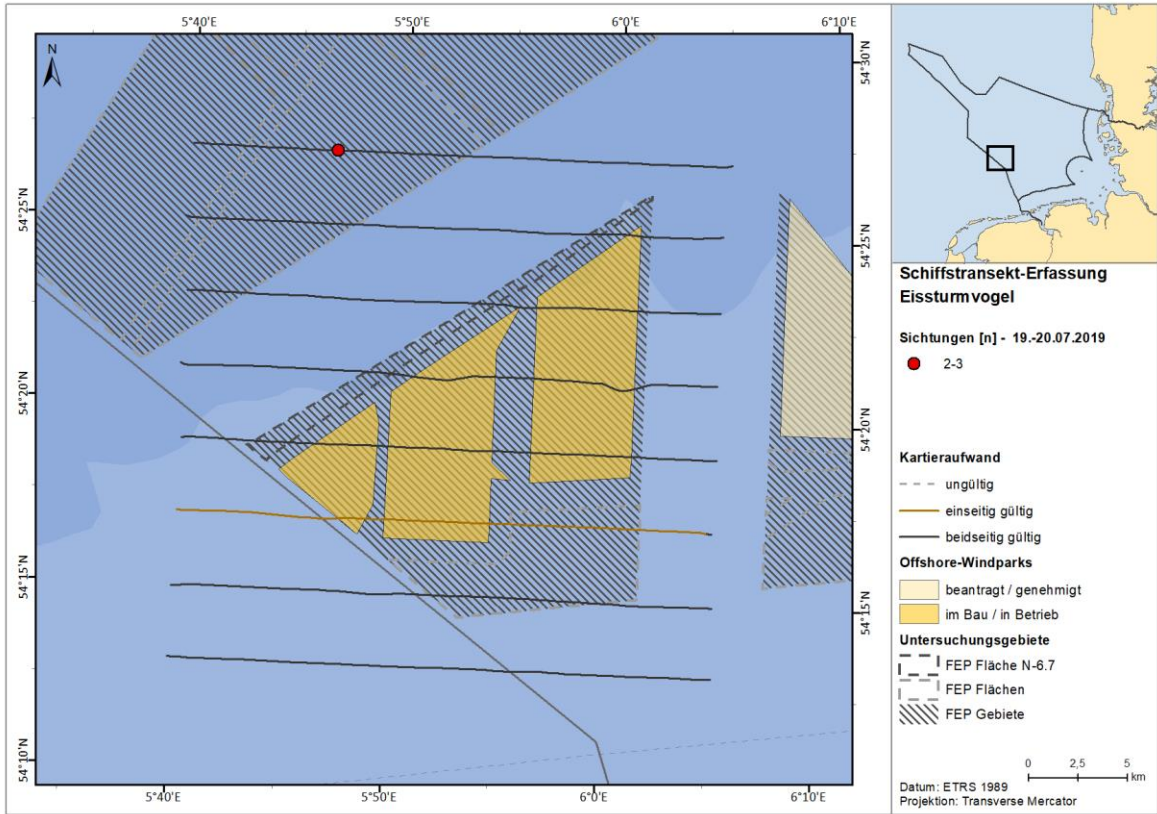 5°40'E
5°50'E
6°0'E
6°10'E
N
54°30'N
54°25'N
54°25'N
54°20'N
54°20'N
54°15'N
54°15'N
54°10'N
5°40'E
5°50'E
6°0'E
6°10'E
Schiffstransekt-Erfassung
Eissturmvogel
Sichtungen [n] - 19.-20.07.2019
2-3
Kartieraufwand
ungültig
einseitig gültig
beidseitig gültig
Offshore-Windparks
beantragt / genehmigt
im Bau / in Betrieb
Untersuchungsgebiete
FEP Fläche N-6.7
FEP Flächen
FEP Gebiete
0 2,5 5
km
Datum: ETRS 1989
Projektion: Transverse Mercator